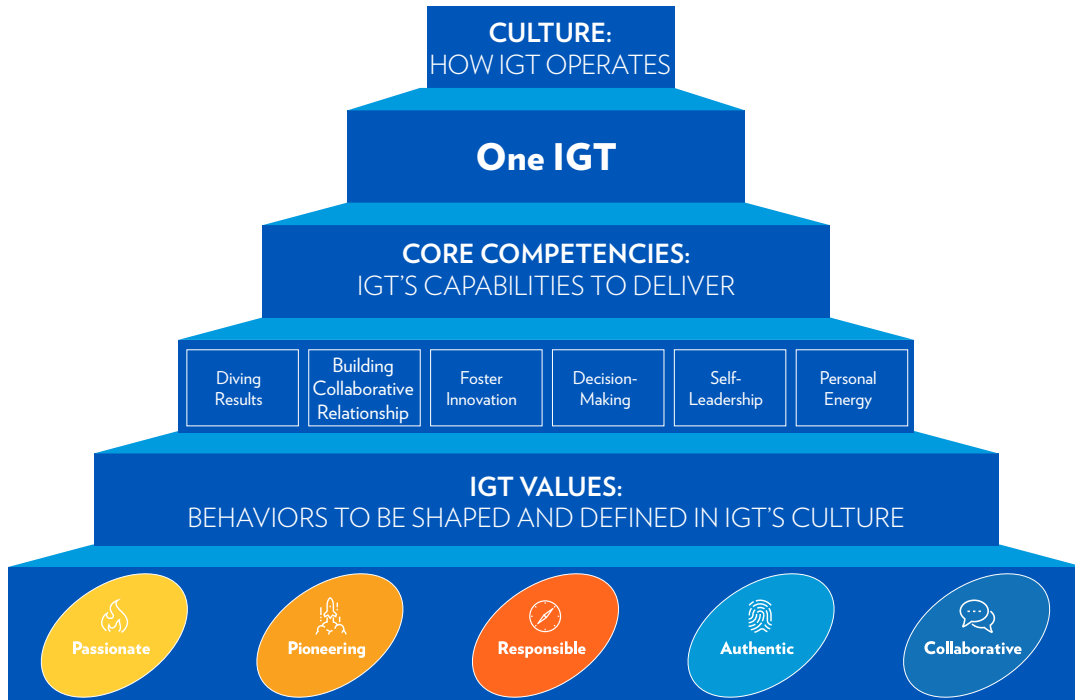 CULTURE:
HOW IGT OPERATES
One IGT
CORE COMPETENCIES:
IGT'S CAPABILITIES TO DELIVER
Diving
Results
Building
Collaborative
Relationship
Foster
Innovation
Decision-
Making
Self-
Leadership
Personal
Energy
IGT VALUES:
BEHAVIORS TO BE SHAPED AND DEFINED IN IGT'S CULTURE
Passionate
Pioneering
Responsible
Authentic
Collaborative